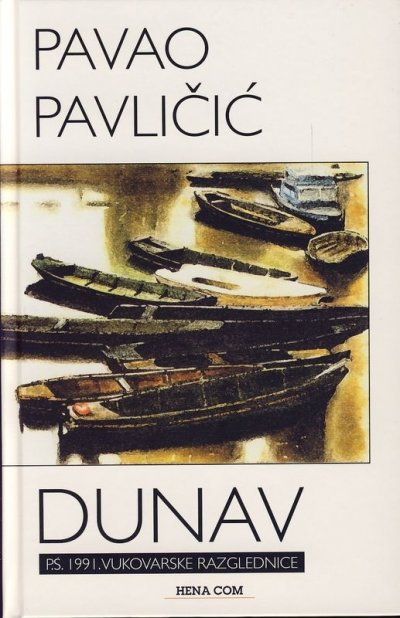 PAVAO
PAVLIČIĆ
DUNAV
P.Š. 1991. VUKOVARSKE RAZGLEDNICE
HENA COM